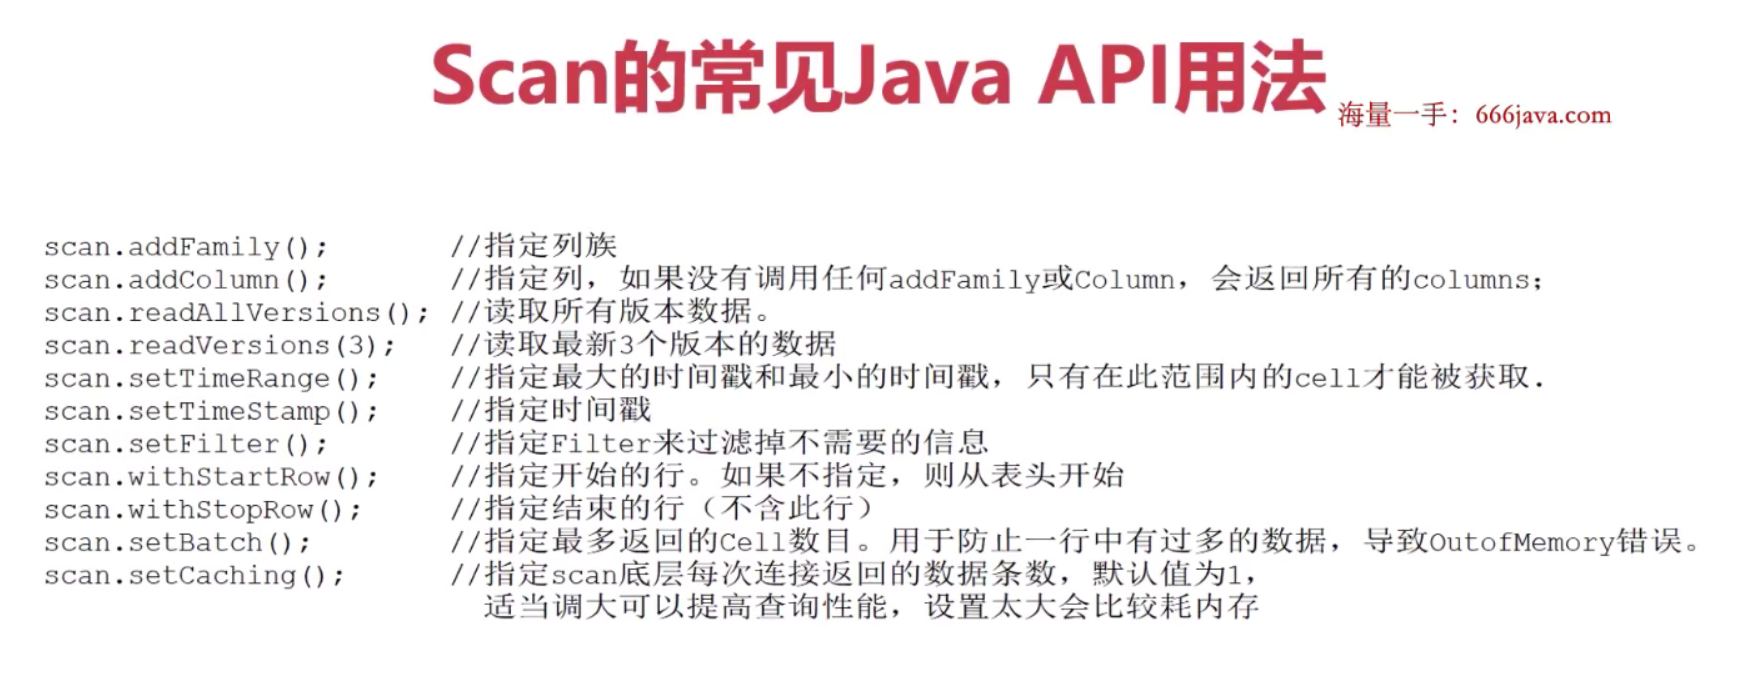 Scan的常见Java API用法
海量一手：666java.com
scan.addFamily(); //指定列族
scan.addColumn(); //指定列，如果没有调用任何addFamily或Column，会返回所有的columns；
scan.readAllVersions(); //读取所有版本数据。
scan.readVersions(3); //读取最新3个版本的数据
scan.setTimeRange(); //指定最大的时间戳和最小的时间戳，只有在此范围内的cell才能被获取.
scan.setTimeStamp(); //指定时间戳
scan.setFilter(); //指定Filter来过滤掉不需要的信息
scan.withStartRow(); //指定开始的行。如果不指定，则从表头开始
scan.withStopRow(); //指定结束的行（不含此行）
scan.setBatch(); //指定最多返回的Cell数目。用于防止一行中有过多的数据，导致OutofMemory错误。
scan.setCaching(); //指定scan底层每次连接返回的数据条数，默认值为1，
适当调大可以提高查询性能，设置太大会比较耗内存